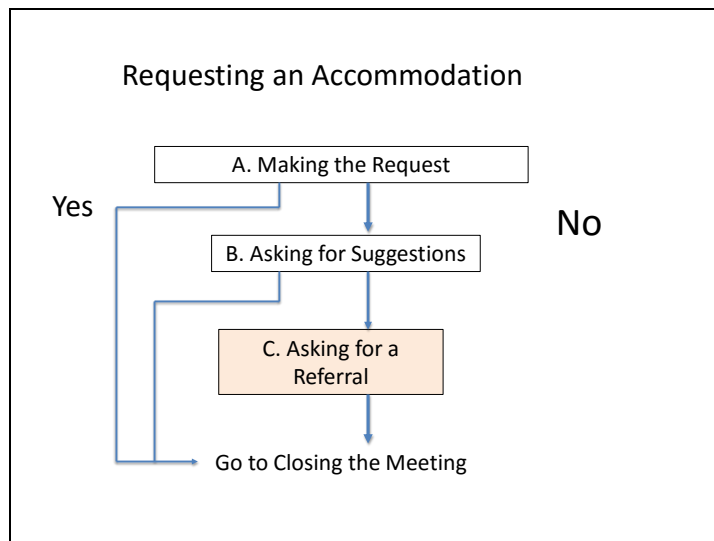 Requesting an Accommodation
A. Making the Request
Yes
No
B. Asking for Suggestions
C. Asking for a
Referral
Go to Closing the Meeting